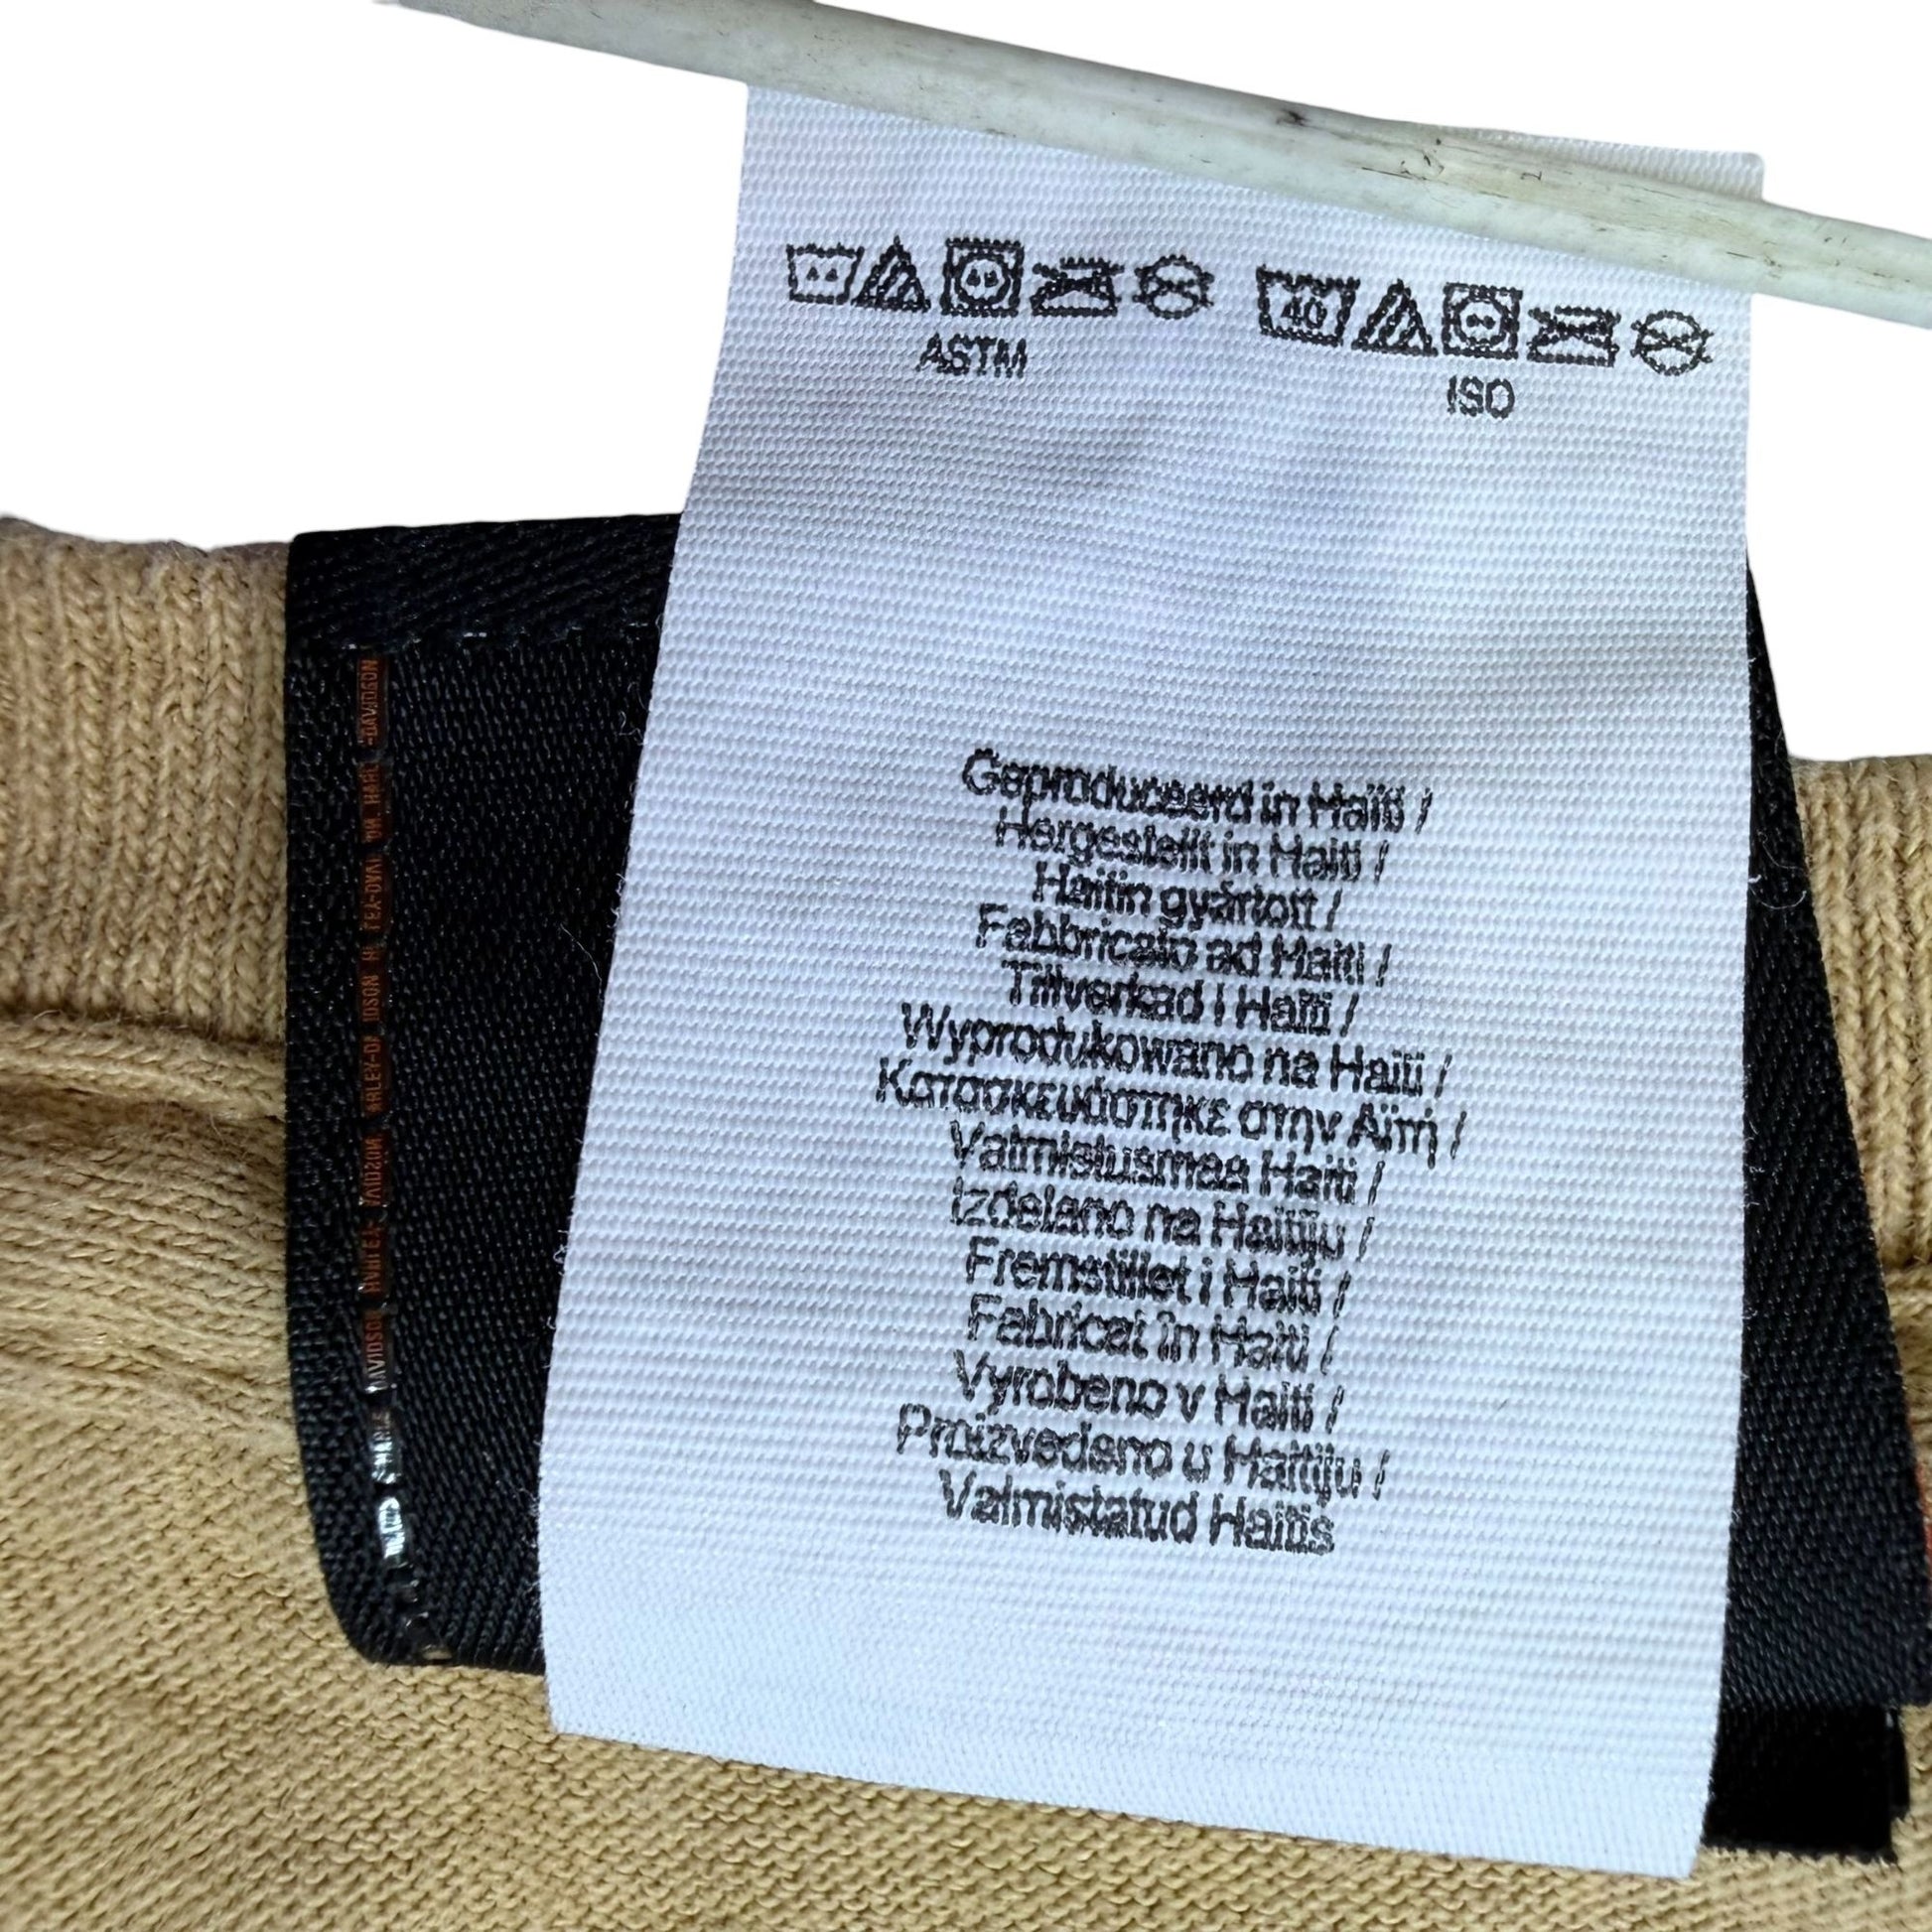 40
ASTM
ISO
Geproduceerd in Haïti /
Hergestellt in Haiti /
Haitin gyártott /
Fabbricato ad Haiti /
Tillverkad i Haiti /
Wyprodukowano na Haiti /
Κατασκευάστηκε στην Αϊτή /
Valmistusmaa Haiti /
Izdelano na Haitiju /
Fremstillet i Haiti /
Fabricat în Haiti /
Vyrobeno v Haiti /
Proizvedeno u Haitiju /
Valmistatud Haitis